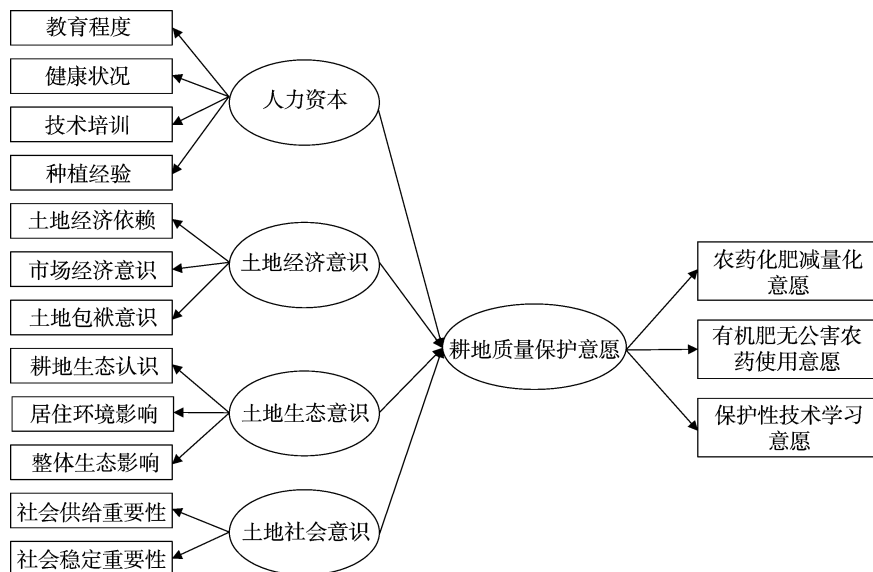 教育程度
健康状况
技术培训
种植经验
土地经济依赖
市场经济意识
土地包袱意识
耕地生态认识
居住环境影响
整体生态影响
社会供给重要性
社会稳定重要性
人力资本
土地经济意识
土地生态意识
土地社会意识
耕地质量保护意愿
农药化肥减量化
意愿
有机肥无公害农
药使用意愿
保护性技术学习
意愿